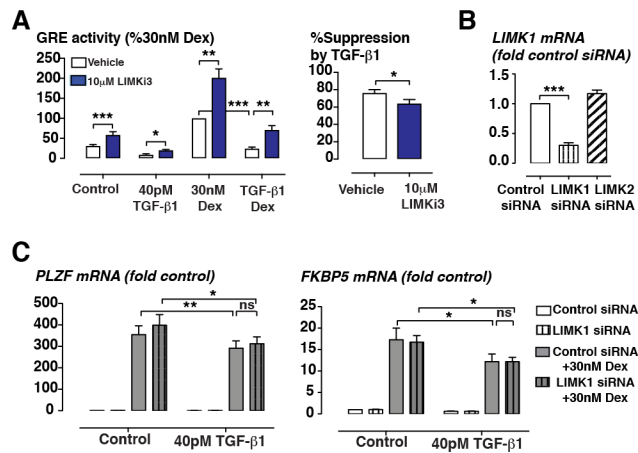 A
GRE activity (%30nM Dex)
Vehicle
10µM LIMKi3
250
200
150
100
50
0
***
*
**
***
**
Control
40pM
TGF-β1
30nM
Dex
TGF-β1
Dex
%Suppression
by TGF-β1
100
80
60
40
20
0
*
Vehicle
10µM
LIMKi3
B
LIMK1 mRNA
(fold control siRNA)
1.5
1.0
0.5
0.0
***
Control LIMK1 LIMK2
siRNA siRNA siRNA
C
PLZF mRNA (fold control)
500
400
300
200
100
0
*
**
ns
Control
40pM TGF-β1
FKBP5 mRNA (fold control)
25
20
15
10
5
0
*
*
ns
Control
40pM TGF-β1
Control siRNA
LIMK1 siRNA
Control siRNA
+30nM Dex
LIMK1 siRNA
+30nM Dex